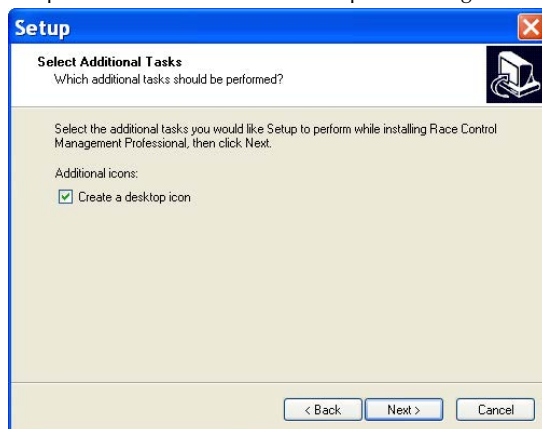 Setup
Select Additional Tasks
Which additional tasks should be performed?
Select the additional tasks you would like Setup to perform while installing Race Control
Management Professional, then click Next.
Additional icons:
Create a desktop icon
< Back
Next >
Cancel